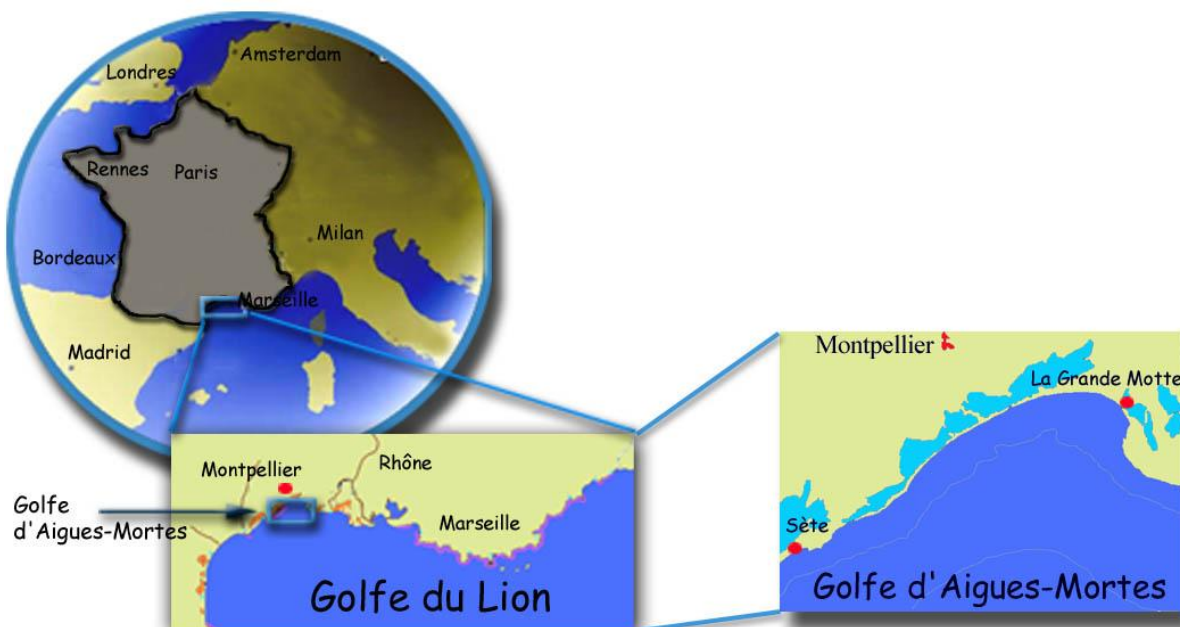 Amsterdam
Londres
Rennes
Paris
Milan
Bordeaux
Marseille
Madrid
Montpellier
Rhône
Golfe
d'Aigues-Mortes
Marseille
Golfe du Lion
Montpellier
La Grande Motte
Sète
Golfe d'Aigues-Mortes